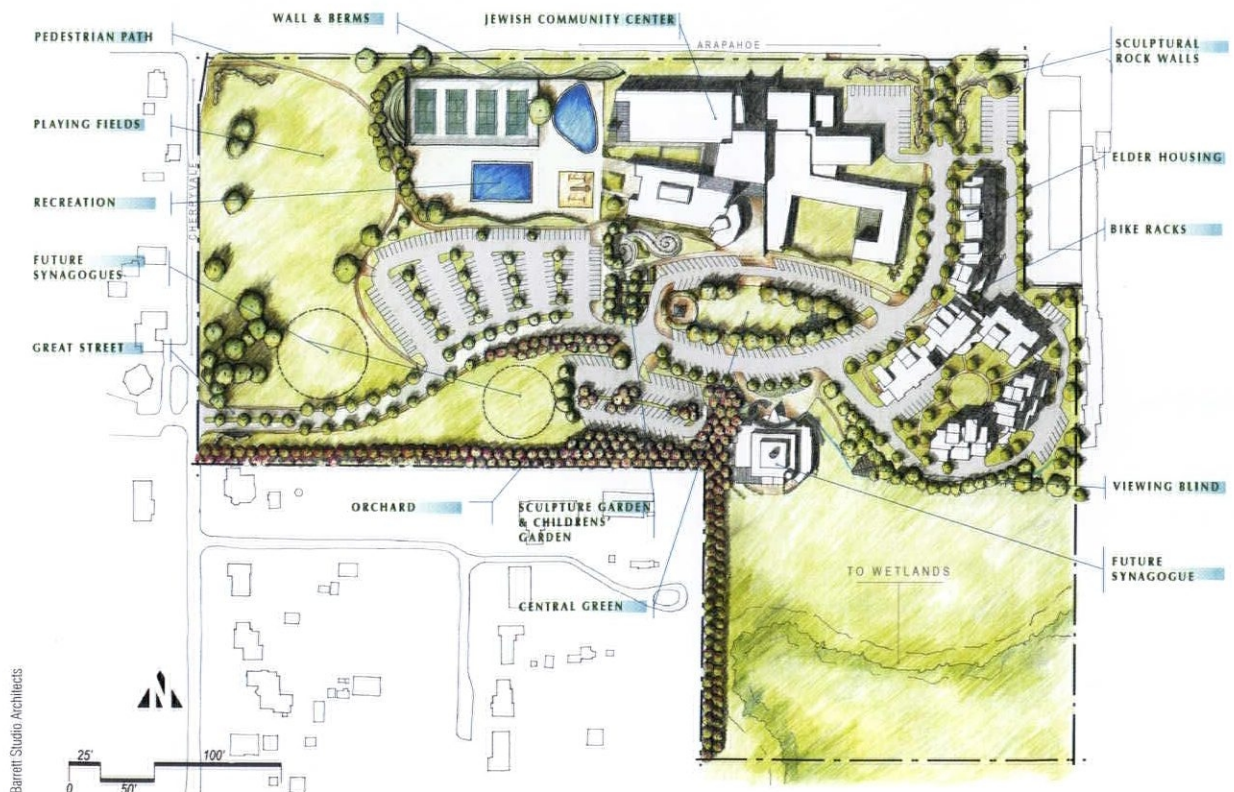 WALL & BERMS
JEWISH COMMUNITY CENTER
ARAPAHOE
PEDESTRIAN PATH
SCULPTURAL
ROCK WALLS
PLAYING FIELDS
ELDER HOUSING
RECREATION
CHERRYVALE
BIKE RACKS
FUTURE
SYNAGOGUES
GREAT STREET
ORCHARD
SCULPTURE GARDEN
& CHILDRENS'
GARDEN
VIEWING BLIND
TO WETLANDS
FUTURE
SYNAGOGUE
CENTRAL GREEN
N
Barrett Studio Architects
25'
100'
0
50'